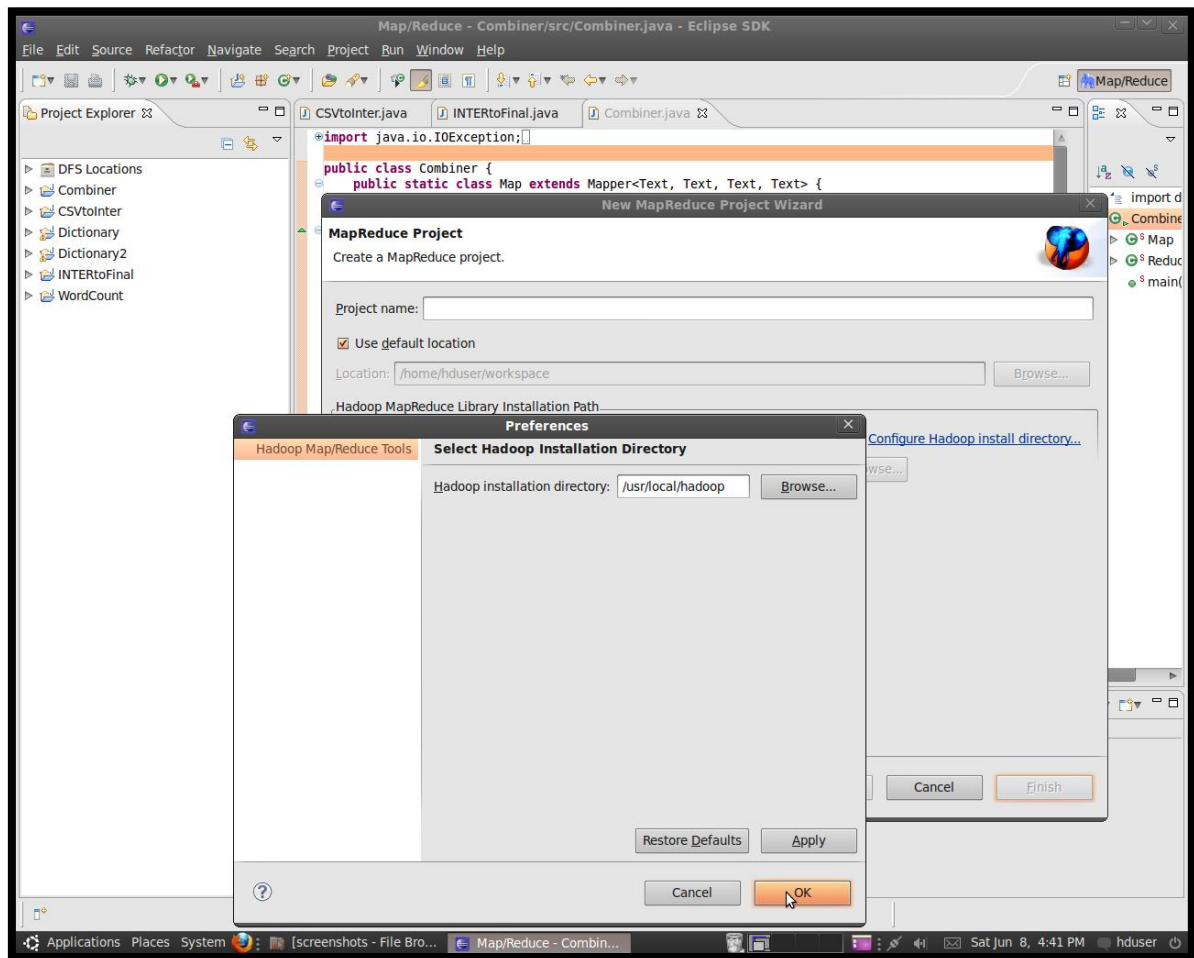 Map/Reduce - Combiner/src/Combiner.java - Eclipse SDK
File Edit Source Refactor Navigate Search Project Run Window Help
Map/Reduce
Project Explorer
CSVtoInter.java
INTERtoFinal.java
Combiner.java
import java.io.IOException;
public class Combiner {
public static class Map extends Mapper<Text, Text, Text, Text> {
DFS Locations
Combiner
CSVtoInter
Dictionary
Dictionary2
INTERtoFinal
WordCount
import d
Combine
Map
Reduc
main(
New MapReduce Project Wizard
MapReduce Project
Create a MapReduce project.
Project name:
Use default location
Location: /home/hduser/workspace Browse...
Hadoop MapReduce Library Installation Path
Configure Hadoop install directory...
wse...
Cancel Finish
Preferences
Hadoop Map/Reduce Tools
Select Hadoop Installation Directory
Hadoop installation directory: /usr/local/hadoop Browse...
Restore Defaults Apply
Cancel OK
Applications Places System [screenshots - File Bro... Map/Reduce - Combin... Sat Jun 8, 4:41 PM hduser